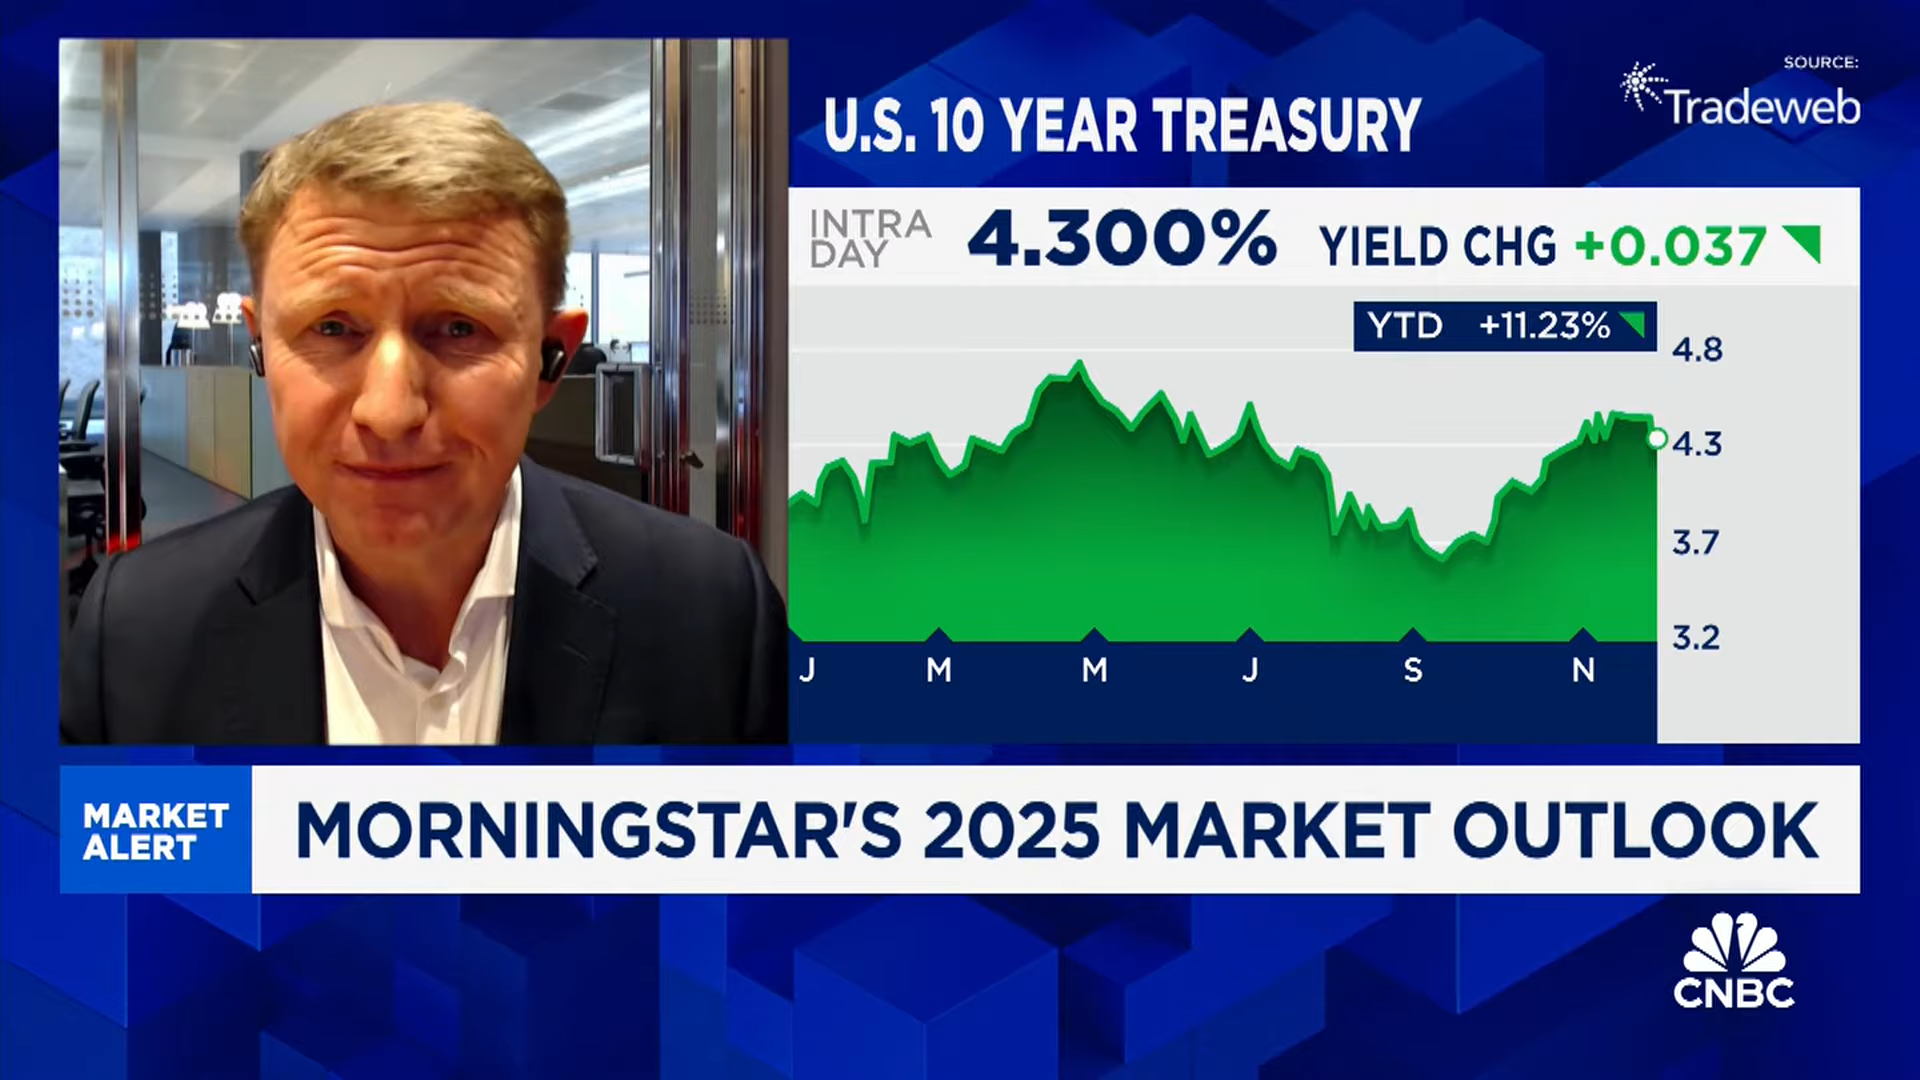 SOURCE:
Tradeweb
U.S. 10 YEAR TREASURY
INTRA
DAY
4.300% YIELD CHG +0.037
YTD +11.23%
4.8
4.3
3.7
3.2
J M M J S N
MARKET
ALERT
MORNINGSTAR'S 2025 MARKET OUTLOOK
CNBC